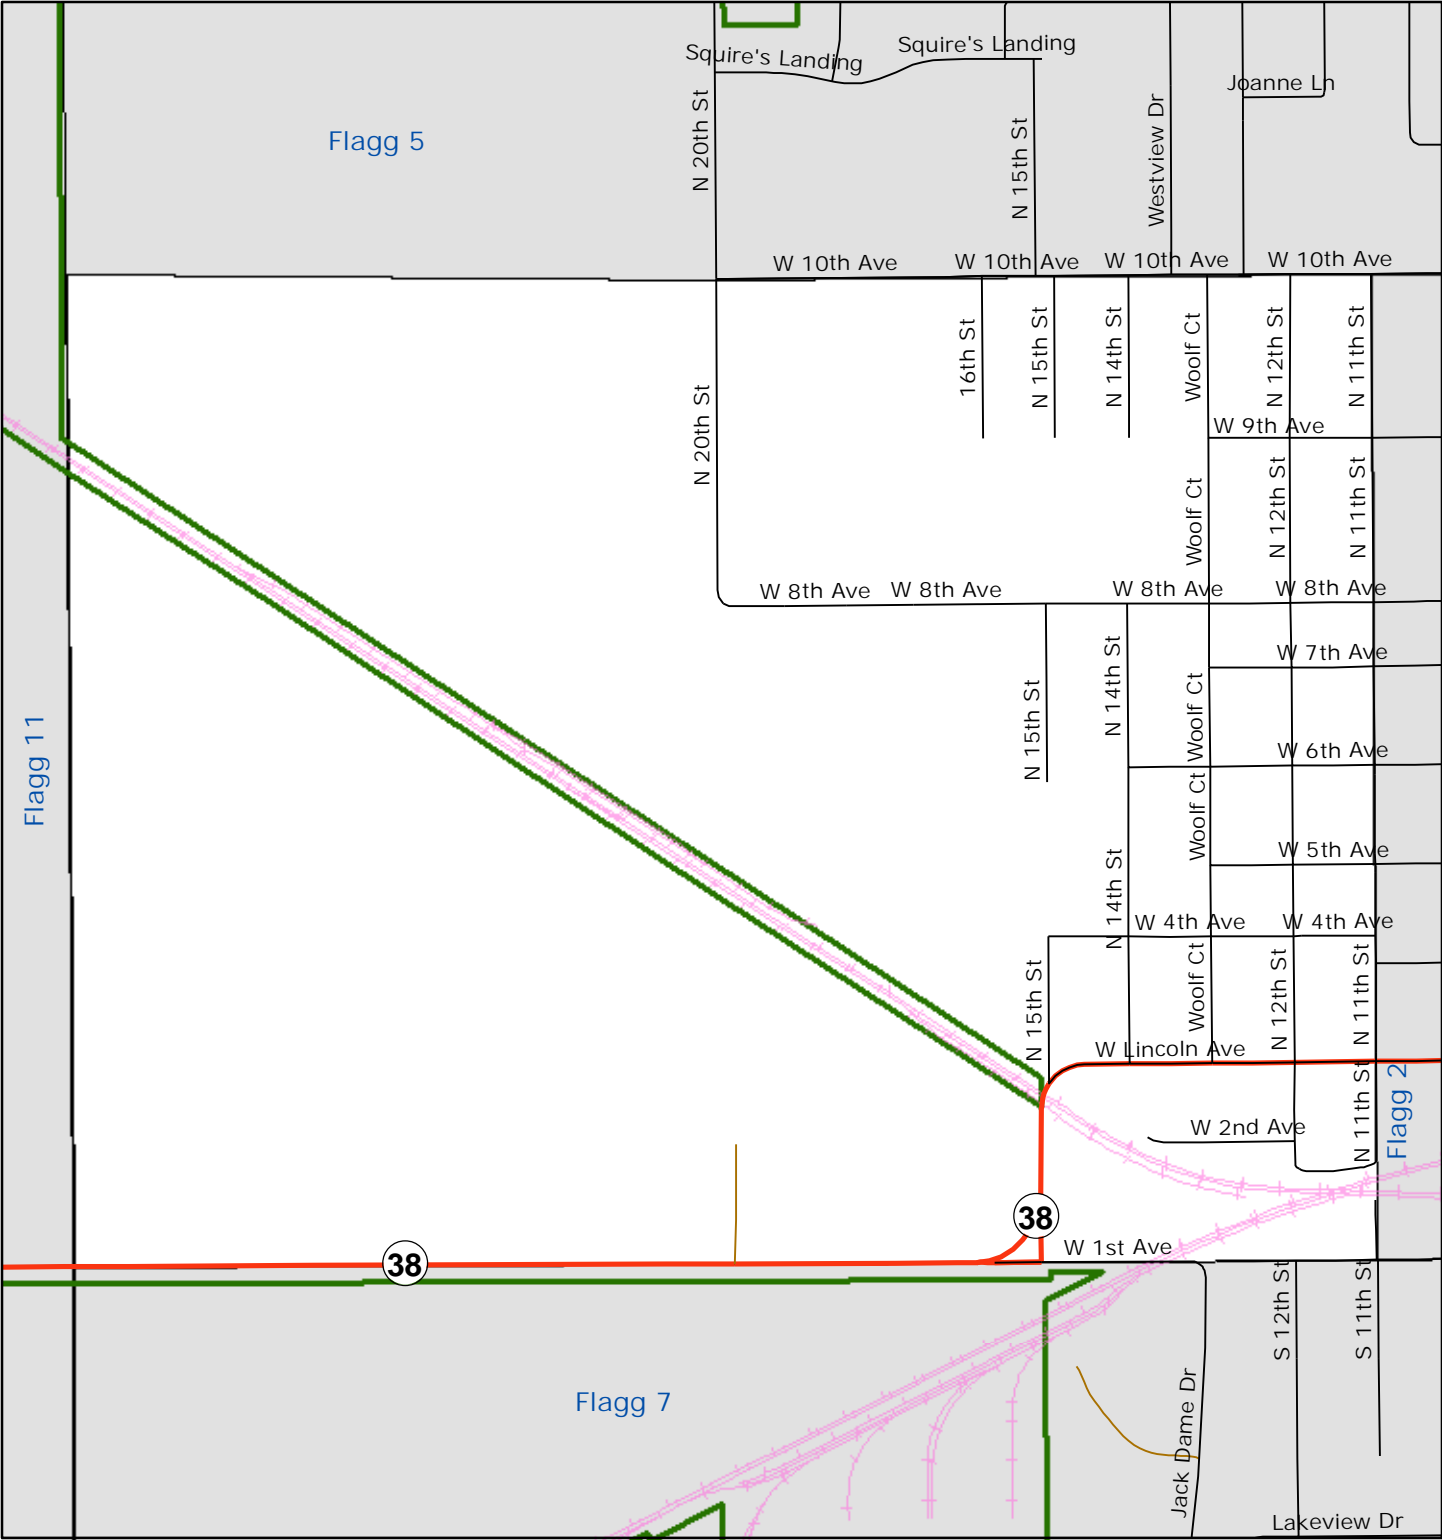 Squire's Landing
Squire's Landing
Joanne Ln
Flagg 5
N 20th St
N 15th St
Westview Dr
W 10th Ave
W 10th Ave
W 10th Ave
W 10th Ave
N 20th St
16th St
N 15th St
N 14th St
Woolf Ct
N 12th St
N 11th St
W 9th Ave
Woolf Ct
N 12th St
N 11th St
W 8th Ave
W 8th Ave
W 8th Ave
W 8th Ave
W 7th Ave
N 15th St
N 14th St
Woolf Ct
W 6th Ave
Flagg 11
Woolf Ct
W 5th Ave
N 14th St
W 4th Ave
W 4th Ave
N 15th St
Woolf Ct
N 12th St
N 11th St
W Lincoln Ave
N 11th St
Flagg 2
W 2nd Ave
38
W 1st Ave
38
S 12th St
S 11th St
Flagg 7
Jack Dame Dr
Lakeview Dr